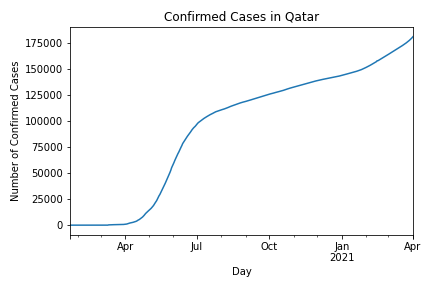 Confirmed Cases in Qatar
Number of Confirmed Cases
175000
150000
125000
100000
75000
50000
25000
0
Apr
Jul
Oct
Jan
2021
Apr
Day